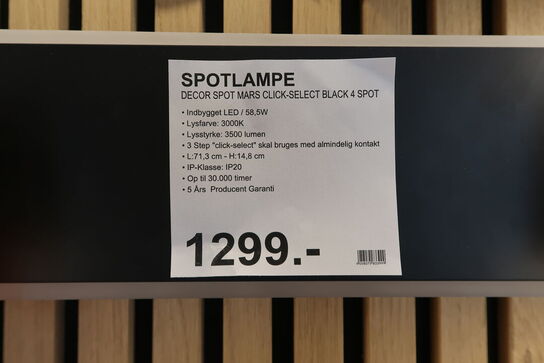 SPOTLAMPE
DECOR SPOT MARS CLICK-SELECT BLACK 4 SPOT
• Indbygget LED / 58,5W
• Lysfarve: 3000K
• Lysstyrke: 3500 lumen
• 3 Step "click-select" skal bruges med almindelig kontakt
• L:71,3 cm - H:14,8 cm
• IP-Klasse: IP20
• Op til 30.000 timer
• 5 Års Producent Garanti
1299.-